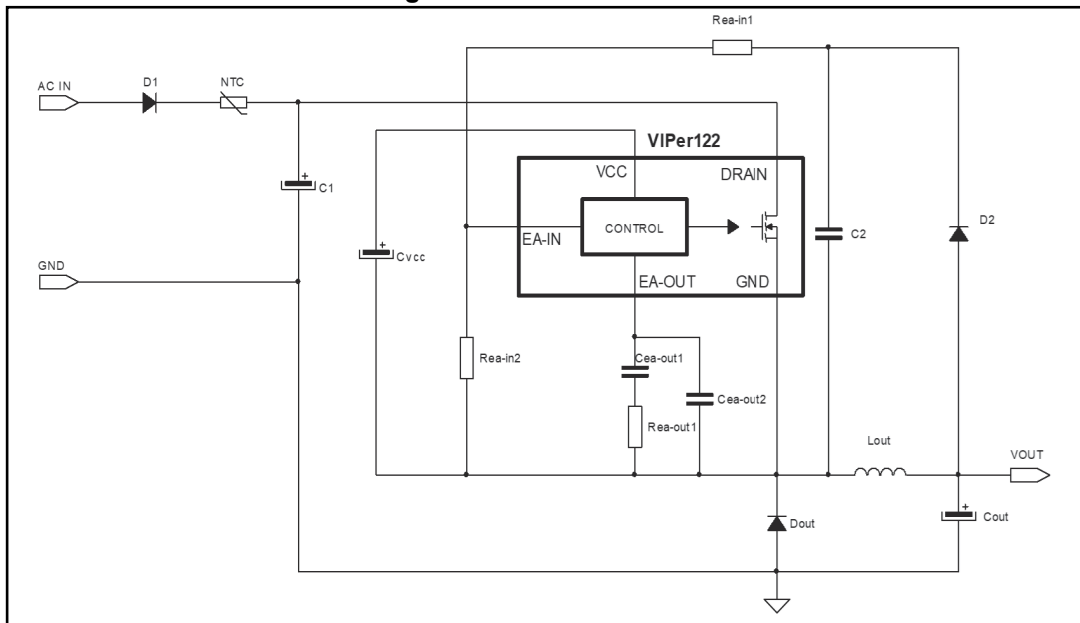 g
Rea-in1
AC IN
D1
NTC
VIPer122
VCC
DRAIN
C1
EA-IN
CONTROL
C2
D2
GND
Cvcc
EA-OUT
GND
Rea-in2
Cea-out1
Cea-out2
Rea-out1
Lout
VOUT
Dout
Cout